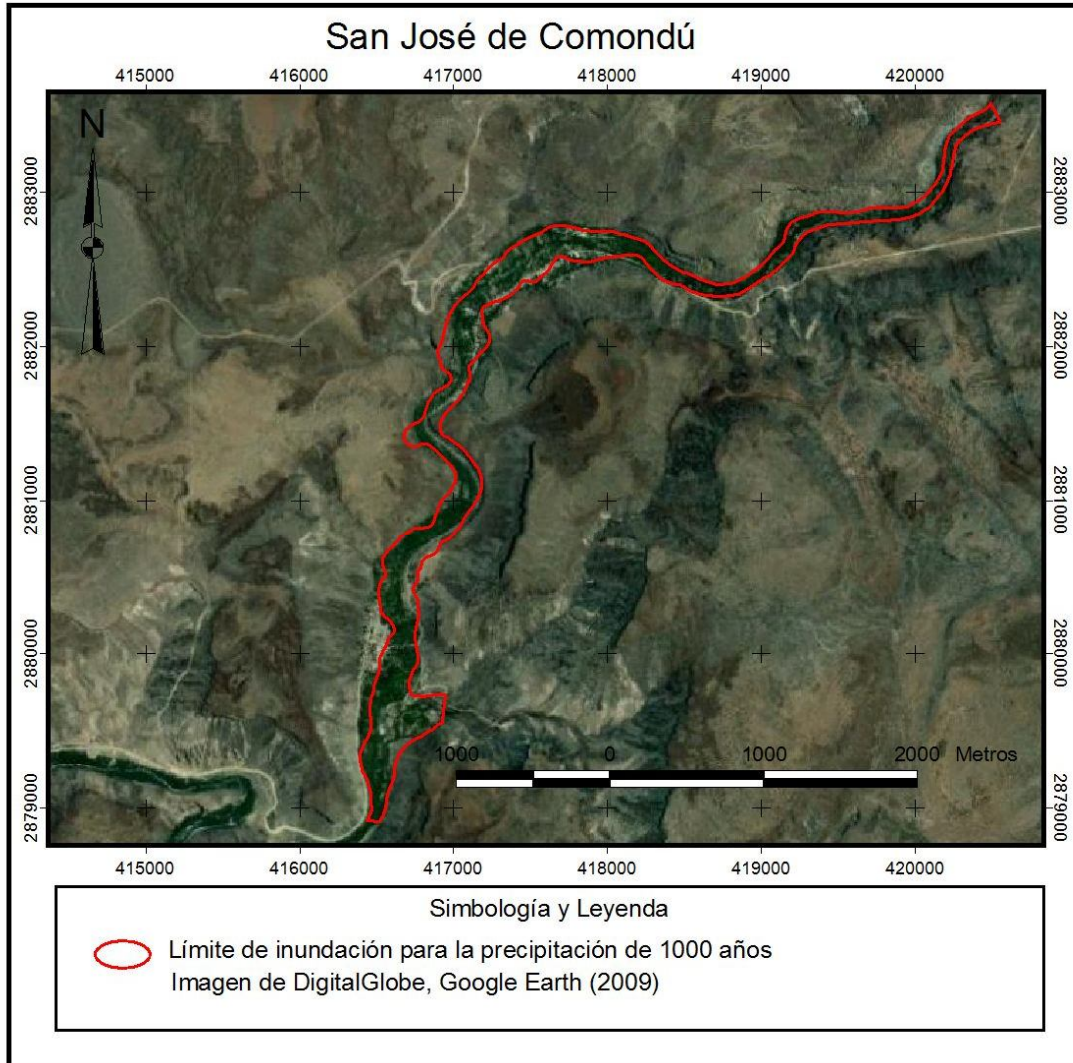 San José de Comondú
415000 416000 417000 418000 419000 420000
N
2883000 2883000
2882000 2882000
2881000 2881000
2880000 2880000
1000 0 1000 2000 Metros
2879000 2879000
415000 416000 417000 418000 419000 420000
Simbología y Leyenda
Límite de inundación para la precipitación de 1000 años
Imagen de DigitalGlobe, Google Earth (2009)